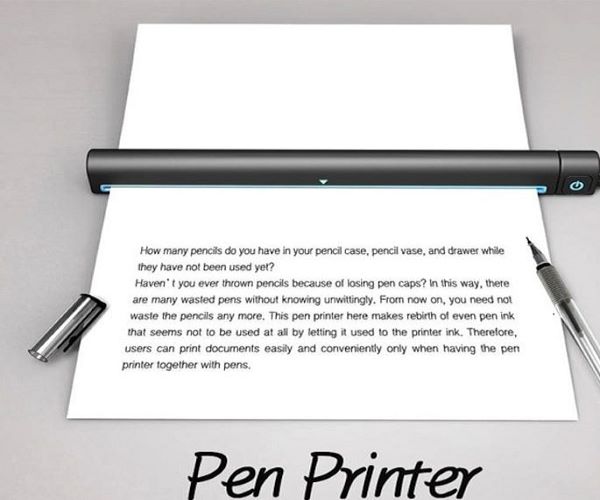 How many pencils do you have in your pencil case, pencil vase, and drawer while
they have not been used yet?
Haven't you ever thrown pencils because of losing pen caps? In this way, there
are many wasted pens without knowing unwittingly. From now on, you need not
waste the pencils any more. This pen printer here makes rebirth of even pen ink
that seems not to be used at all by letting it used to the printer ink. Therefore,
users can print documents easily and conveniently only when having the pen
printer together with pens.
Pen Printer